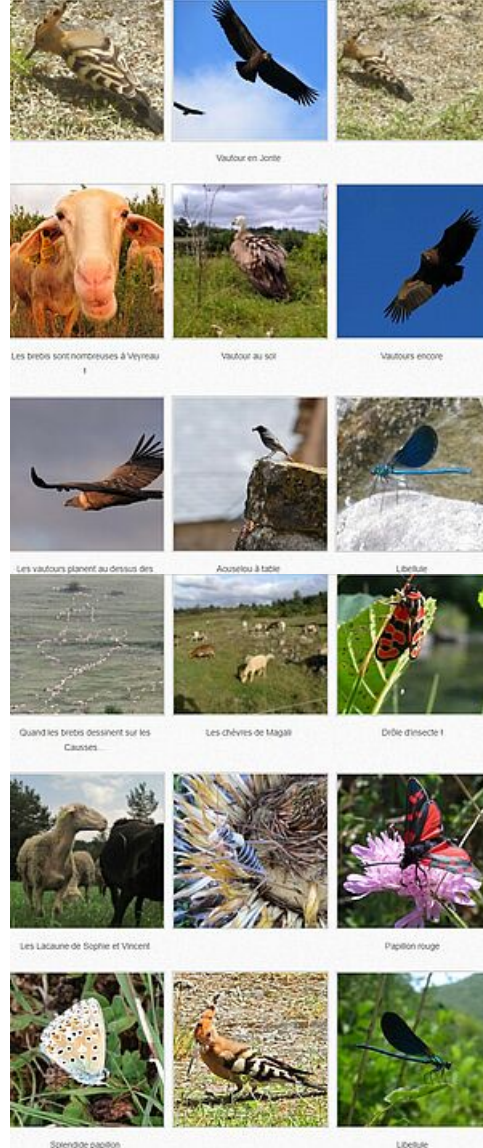 Vautour en Jonte
Les brebis sont nombreuses à Veyreau
!
Vautour au sol
Vautours encore
Les vautours planent au dessus des
Aouselou à table
Libellule
Quand les brebis dessinent sur les
Causses...
Les chèvres de Magali
Drôle d'insecte !
Les Lacaune de Sophie et Vincent
Papillon rouge
Splendide papillon
Libellule